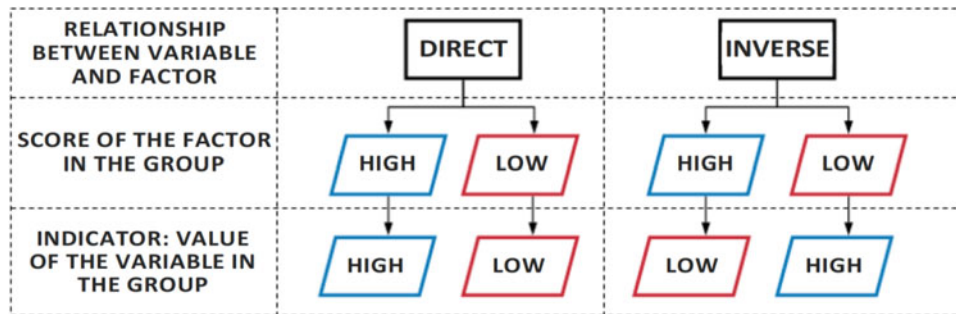 RELATIONSHIP
BETWEEN VARIABLE
AND FACTOR
DIRECT
INVERSE
SCORE OF THE FACTOR
IN THE GROUP
HIGH
LOW
HIGH
LOW
INDICATOR: VALUE
OF THE VARIABLE IN
THE GROUP
HIGH
LOW
LOW
HIGH